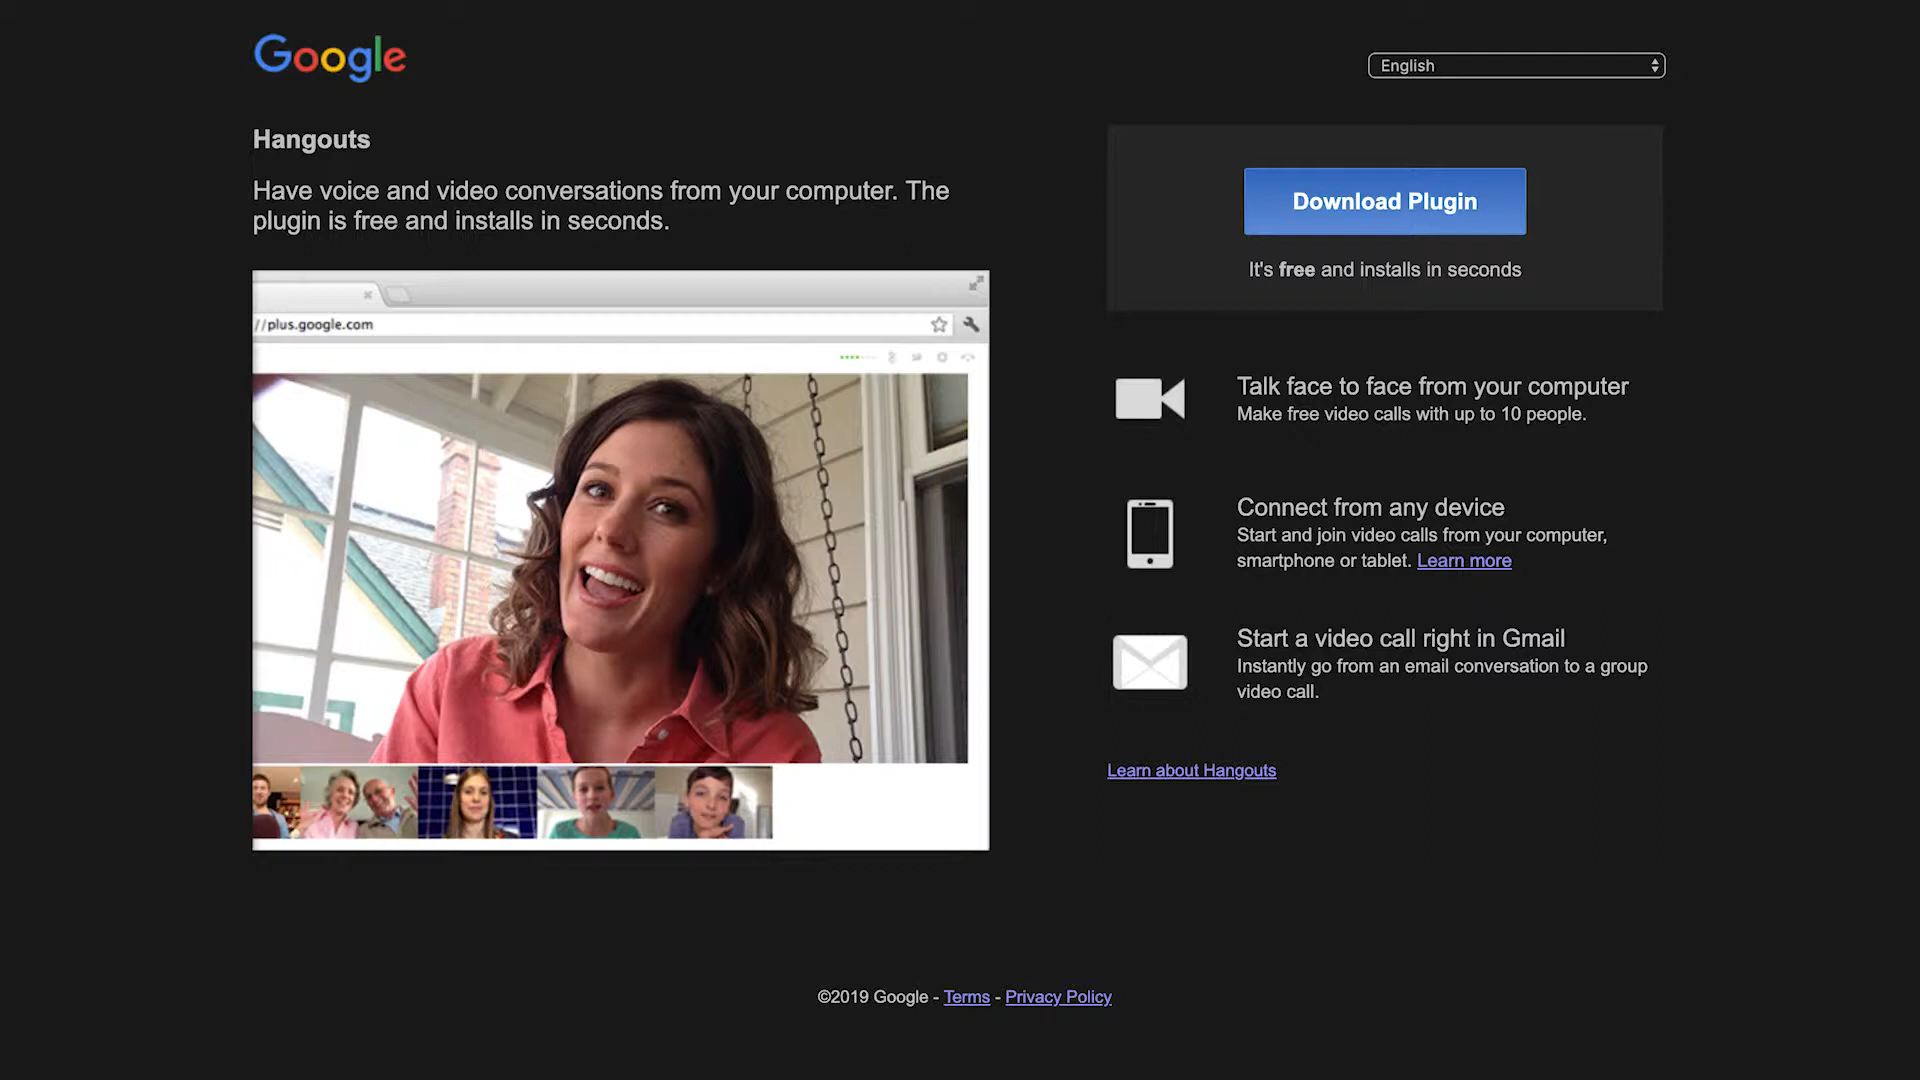 Google
English
Hangouts
Have voice and video conversations from your computer. The
plugin is free and installs in seconds.
//plus.google.com
Download Plugin
It's free and installs in seconds
Talk face to face from your computer
Make free video calls with up to 10 people.
Connect from any device
Start and join video calls from your computer,
smartphone or tablet. Learn more
Start a video call right in Gmail
Instantly go from an email conversation to a group
video call.
Learn about Hangouts
©2019 Google - Terms - Privacy Policy